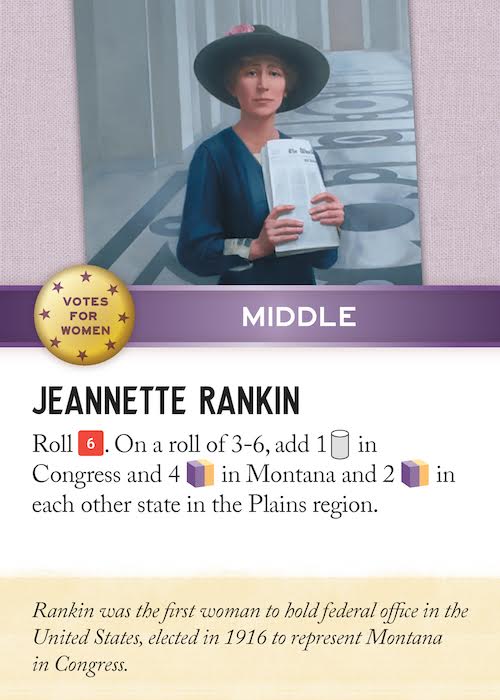 The World
VOTES
FOR
WOMEN
MIDDLE
JEANNETTE RANKIN
Roll 6. On a roll of 3-6, add 1 in
Congress and 4 in Montana and 2 in
each other state in the Plains region.
Rankin was the first woman to hold federal office in the
United States, elected in 1916 to represent Montana
in Congress.